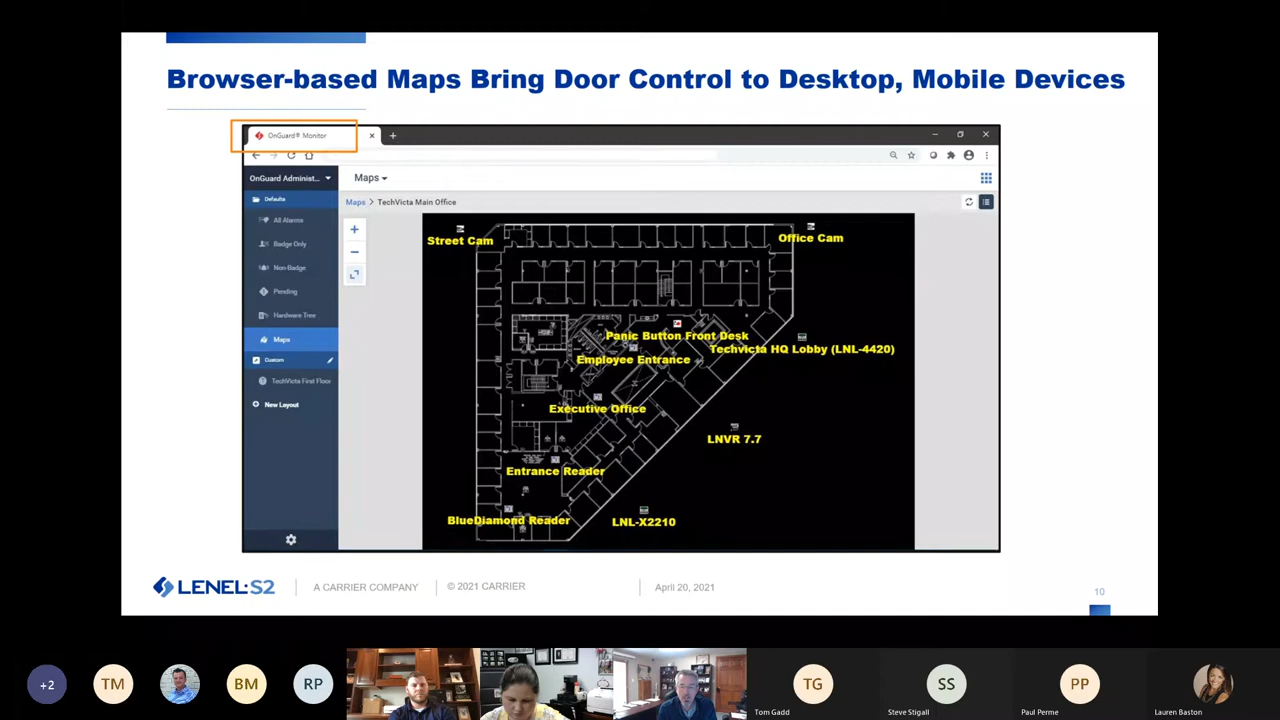 Browser-based Maps Bring Door Control to Desktop, Mobile Devices
OnGuard® Monitor
OnGuard Administ...
Maps
Defaults
Maps > TechVicta Main Office
All Alarms
Badge Only
Non-Badge
Pending
Hardware Tree
Maps
Custom
TechVicta First Floor
New Layout
Street Cam
Office Cam
Panic Button Front Desk
Techvicta HQ Lobby (LNL-4420)
Employee Entrance
Executive Office
LNVR 7.7
Entrance Reader
BlueDiamond Reader
LNL-X2210
LENEL:S2
A CARRIER COMPANY
© 2021 CARRIER
April 20, 2021
10
+2
TM
BM
RP
TG
SS
PP
Tom Gadd
Steve Stigall
Paul Perme
Lauren Baston